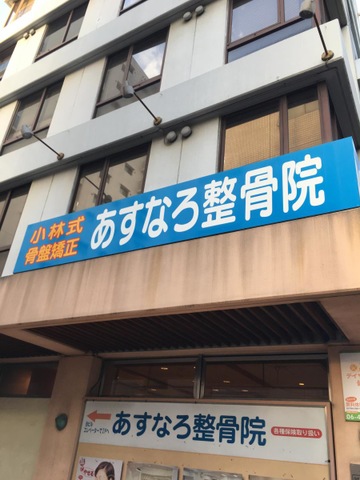 小林式
骨盤矯正
あすなろ整骨院
あすなろ整骨院
各種保険取り扱い